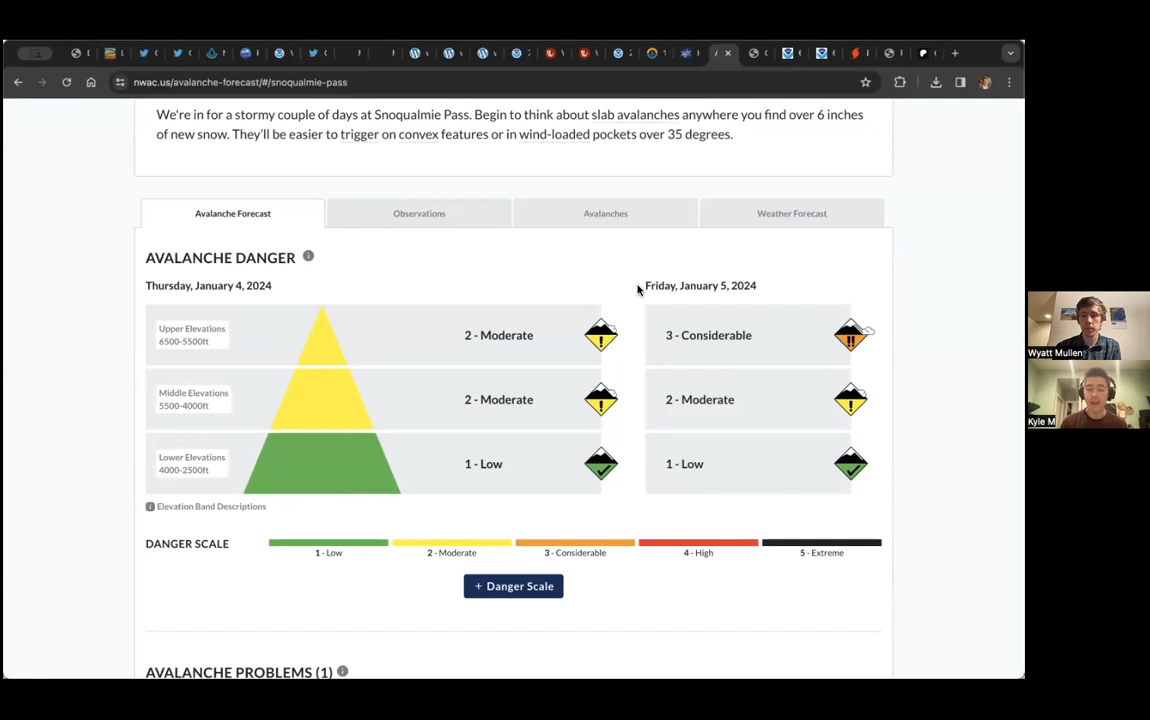 nwac.us/avalanche-forecast/#/snoqualmie-pass
We're in for a stormy couple of days at Snoqualmie Pass. Begin to think about slab avalanches anywhere you find over 6 inches
of new snow. They'll be easier to trigger on convex features or in wind-loaded pockets over 35 degrees.
Avalanche Forecast
Observations
Avalanches
Weather Forecast
AVALANCHE DANGER
Thursday, January 4, 2024
Friday, January 5, 2024
Upper Elevations
6500-5500ft
2 - Moderate
3 - Considerable
Middle Elevations
5500-4000ft
2 - Moderate
2 - Moderate
Lower Elevations
4000-2500ft
1 - Low
1 - Low
Elevation Band Descriptions
DANGER SCALE
1 - Low
2 - Moderate
3 - Considerable
4 - High
5 - Extreme
+ Danger Scale
AVALANCHE PROBLEMS (1)
Wyatt Mullen
Kyle M